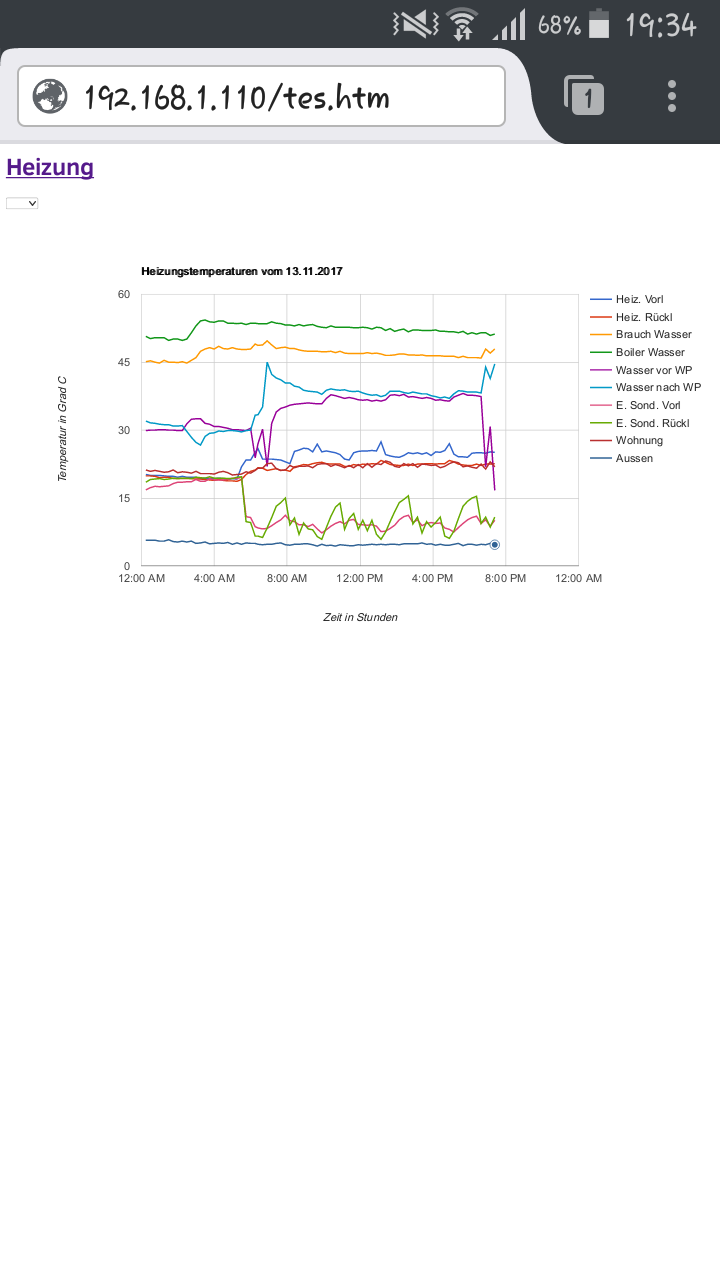 68% 19:34
192.168.1.110/tes.htm 1
Heizung
Heizungstemperaturen vom 13.11.2017
Temperatur in Grad C
60
45
30
15
0
12:00 AM 4:00 AM 8:00 AM 12:00 PM 4:00 PM 8:00 PM 12:00 AM
Zeit in Stunden
Heiz. Vorl
Heiz. Rückl
Brauch Wasser
Boiler Wasser
Wasser vor WP
Wasser nach WP
E. Sond. Vorl
E. Sond. Rückl
Wohnung
Aussen